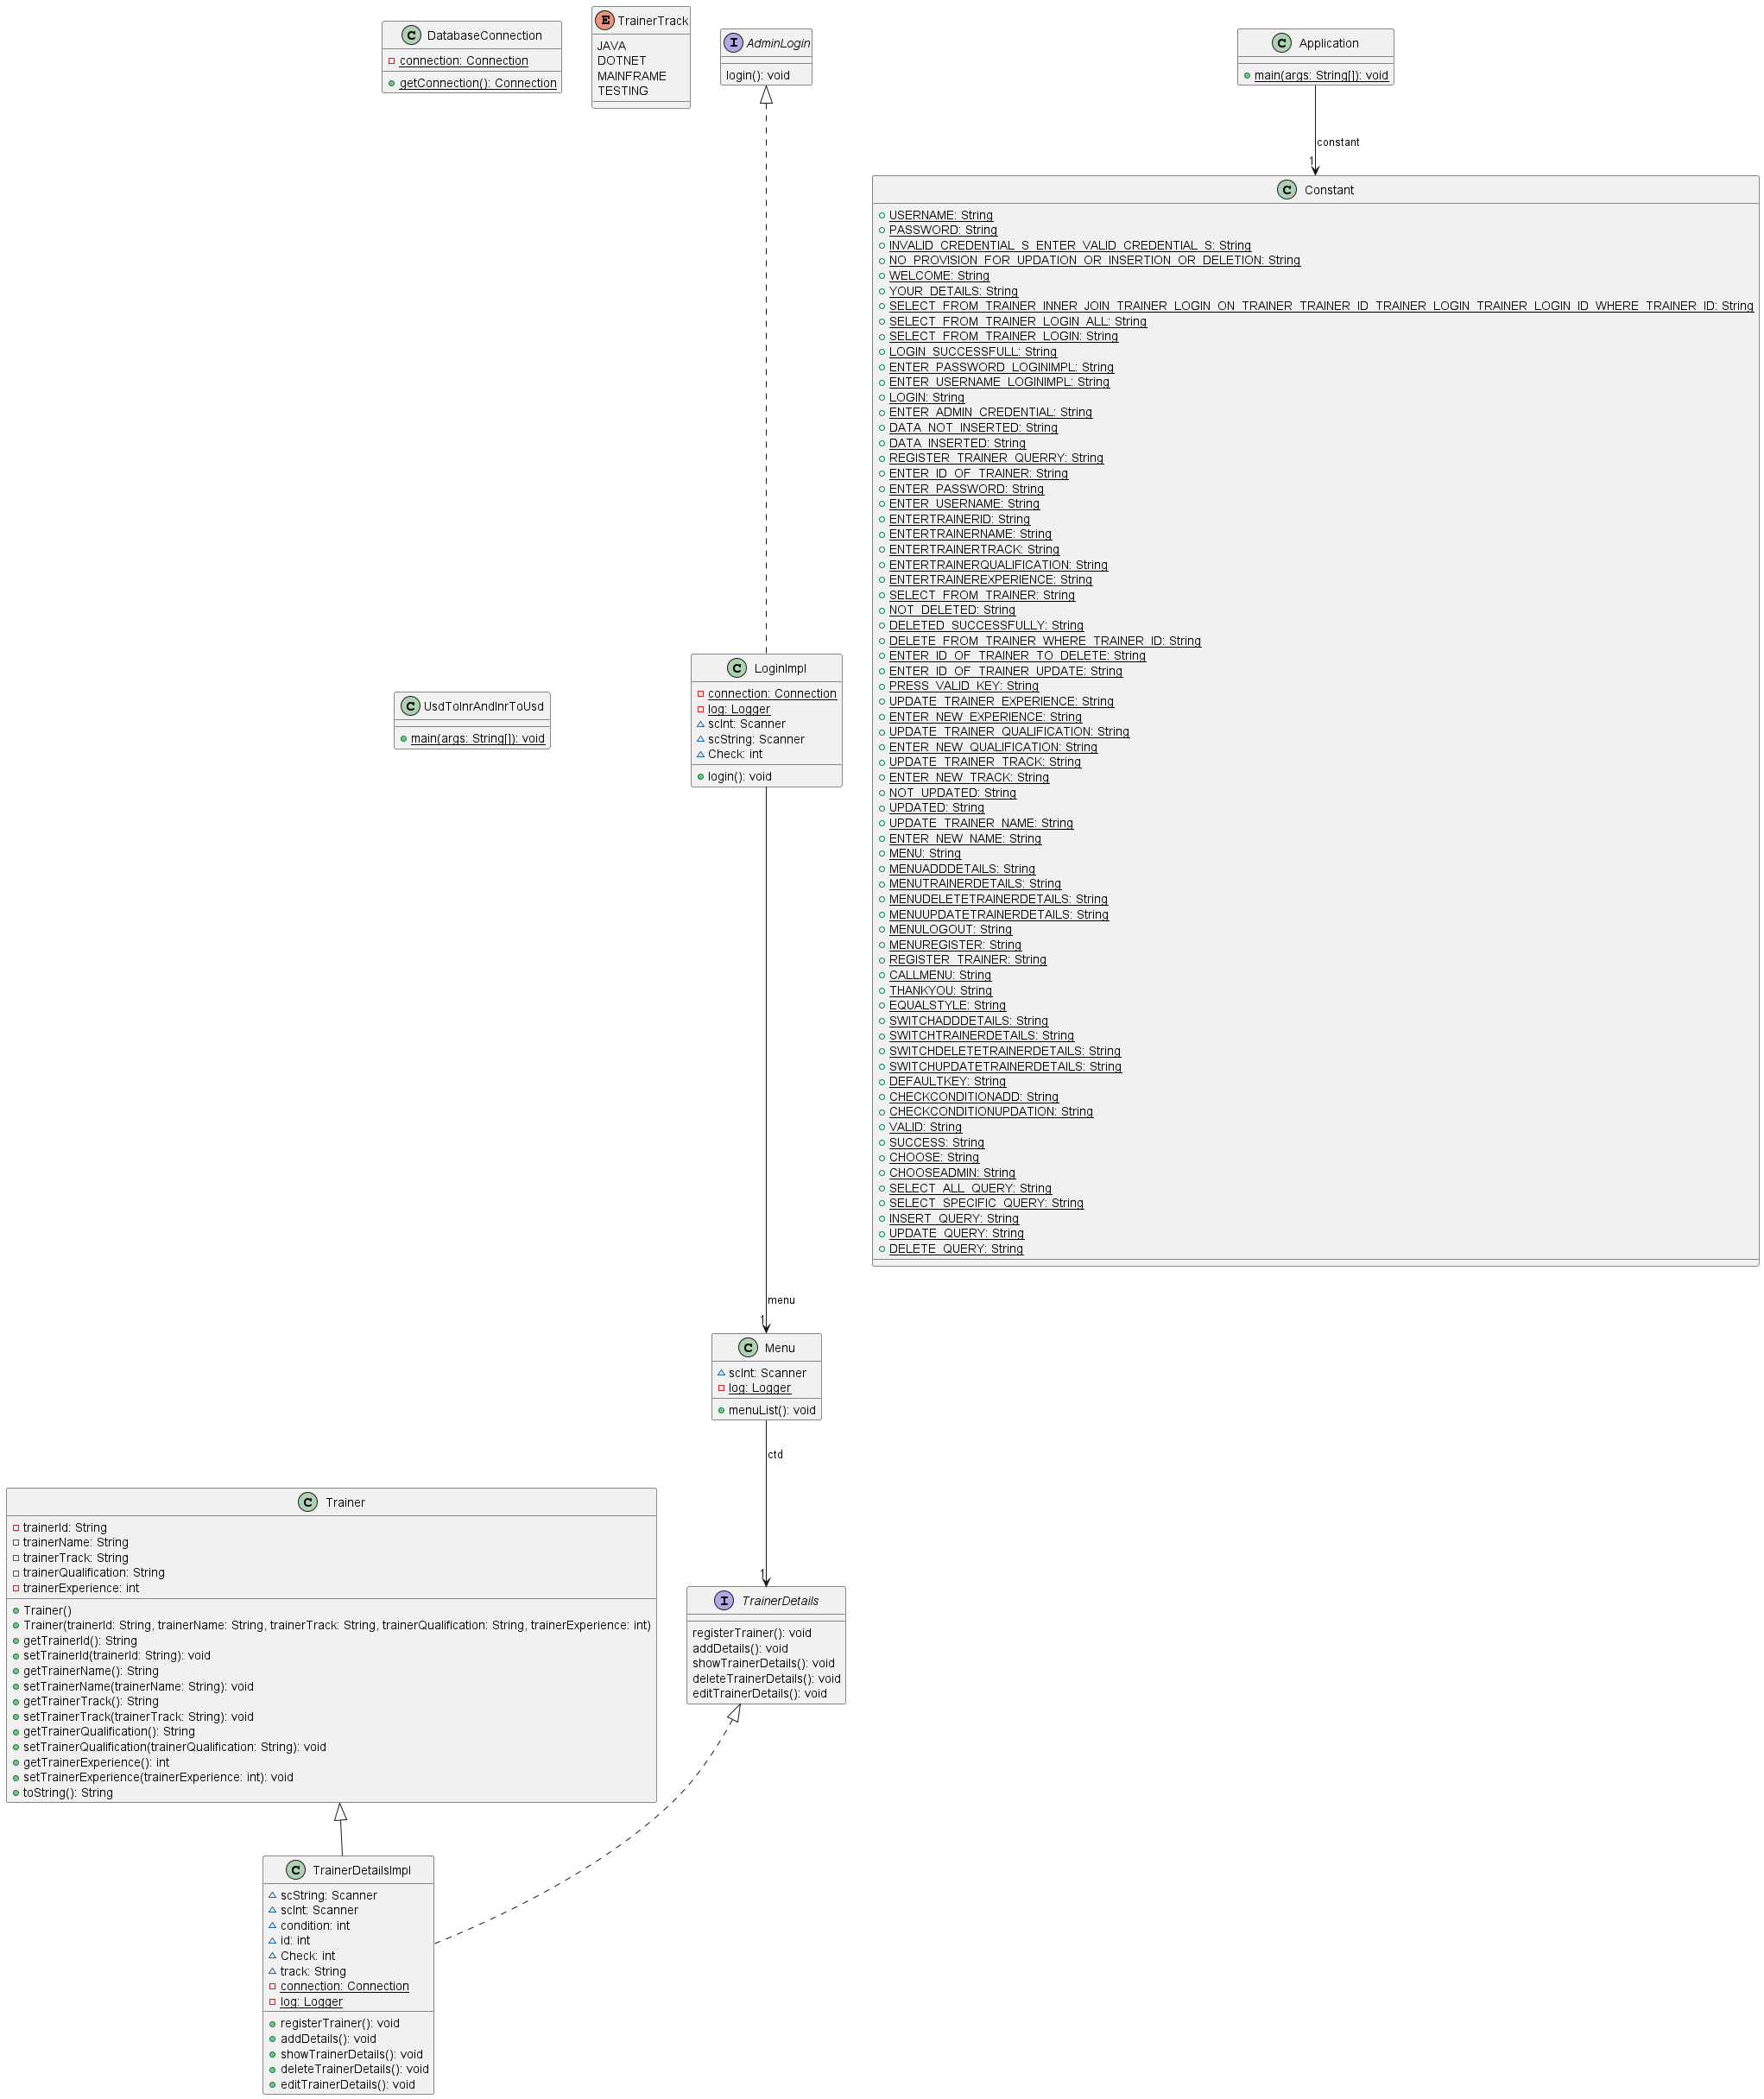 C DatabaseConnection
connection: Connection
getConnection(): Connection
E TrainerTrack
JAVA
DOTNET
MAINFRAME
TESTING
I AdminLogin
login(): void
C Application
main(args: String[]): void
constant
1
C Constant
USERNAME: String
PASSWORD: String
INVALID_CREDENTIAL_S_ENTER_VALID_CREDENTIAL_S: String
NO_PROVISION_FOR_UPDATION_OR_INSERTION_OR_DELETION: String
WELCOME: String
YOUR_DETAILS: String
SELECT_FROM_TRAINER_INNER_JOIN_TRAINER_LOGIN_ON_TRAINER_TRAINER_ID_TRAINER_LOGIN_TRAINER_LOGIN_ID_WHERE_TRAINER_ID: String
SELECT_FROM_TRAINER_LOGIN_ALL: String
SELECT_FROM_TRAINER_LOGIN: String
LOGIN_SUCCESSFULL: String
ENTER_PASSWORD_LOGINIMPL: String
ENTER_USERNAME_LOGINIMPL: String
LOGIN: String
ENTER_ADMIN_CREDENTIAL: String
DATA_NOT_INSERTED: String
DATA_INSERTED: String
REGISTER_TRAINER_QUERRY: String
ENTER_ID_OF_TRAINER: String
ENTER_PASSWORD: String
ENTER_USERNAME: String
ENTERTRAINERID: String
ENTERTRAINERNAME: String
ENTERTRAINERTRACK: String
ENTERTRAINERQUALIFICATION: String
ENTERTRAINEREXPERIENCE: String
SELECT_FROM_TRAINER: String
NOT_DELETED: String
DELETED_SUCCESSFULLY: String
DELETE_FROM_TRAINER_WHERE_TRAINER_ID: String
ENTER_ID_OF_TRAINER_TO_DELETE: String
ENTER_ID_OF_TRAINER_UPDATE: String
PRESS_VALID_KEY: String
UPDATE_TRAINER_EXPERIENCE: String
ENTER_NEW_EXPERIENCE: String
UPDATE_TRAINER_QUALIFICATION: String
ENTER_NEW_QUALIFICATION: String
UPDATE_TRAINER_TRACK: String
ENTER_NEW_TRACK: String
NOT_UPDATED: String
UPDATED: String
UPDATE_TRAINER_NAME: String
ENTER_NEW_NAME: String
MENU: String
MENUADDDETAILS: String
MENUTRAINERDETAILS: String
MENUDELETETRAINERDETAILS: String
MENUUPDATETRAINERDETAILS: String
MENULOGOUT: String
MENUREGISTER: String
REGISTER_TRAINER: String
CALLMENU: String
THANKYOU: String
EQUALSTYLE: String
SWITCHADDDETAILS: String
SWITCHTRAINERDETAILS: String
SWITCHDELETETRAINERDETAILS: String
SWITCHUPDATETRAINERDETAILS: String
DEFAULTKEY: String
CHECKCONDITIONADD: String
CHECKCONDITIONUPDATION: String
VALID: String
SUCCESS: String
CHOOSE: String
CHOOSEADMIN: String
SELECT_ALL_QUERY: String
SELECT_SPECIFIC_QUERY: String
INSERT_QUERY: String
UPDATE_QUERY: String
DELETE_QUERY: String
C UsdToInrAndInrToUsd
main(args: String[]): void
C LoginImpl
connection: Connection
log: Logger
scInt: Scanner
scString: Scanner
Check: int
login(): void
menu
1
C Menu
scInt: Scanner
log: Logger
menuList(): void
ctd
1
C Trainer
trainerId: String
trainerName: String
trainerTrack: String
trainerQualification: String
trainerExperience: int
Trainer()
Trainer(trainerId: String, trainerName: String, trainerTrack: String, trainerQualification: String, trainerExperience: int)
getTrainerId(): String
setTrainerId(trainerId: String): void
getTrainerName(): String
setTrainerName(trainerName: String): void
getTrainerTrack(): String
setTrainerTrack(trainerTrack: String): void
getTrainerQualification(): String
setTrainerQualification(trainerQualification: String): void
getTrainerExperience(): int
setTrainerExperience(trainerExperience: int): void
toString(): String
I TrainerDetails
registerTrainer(): void
addDetails(): void
showTrainerDetails(): void
deleteTrainerDetails(): void
editTrainerDetails(): void
C TrainerDetailsImpl
scString: Scanner
scInt: Scanner
condition: int
id: int
Check: int
track: String
connection: Connection
log: Logger
registerTrainer(): void
addDetails(): void
showTrainerDetails(): void
deleteTrainerDetails(): void
editTrainerDetails(): void